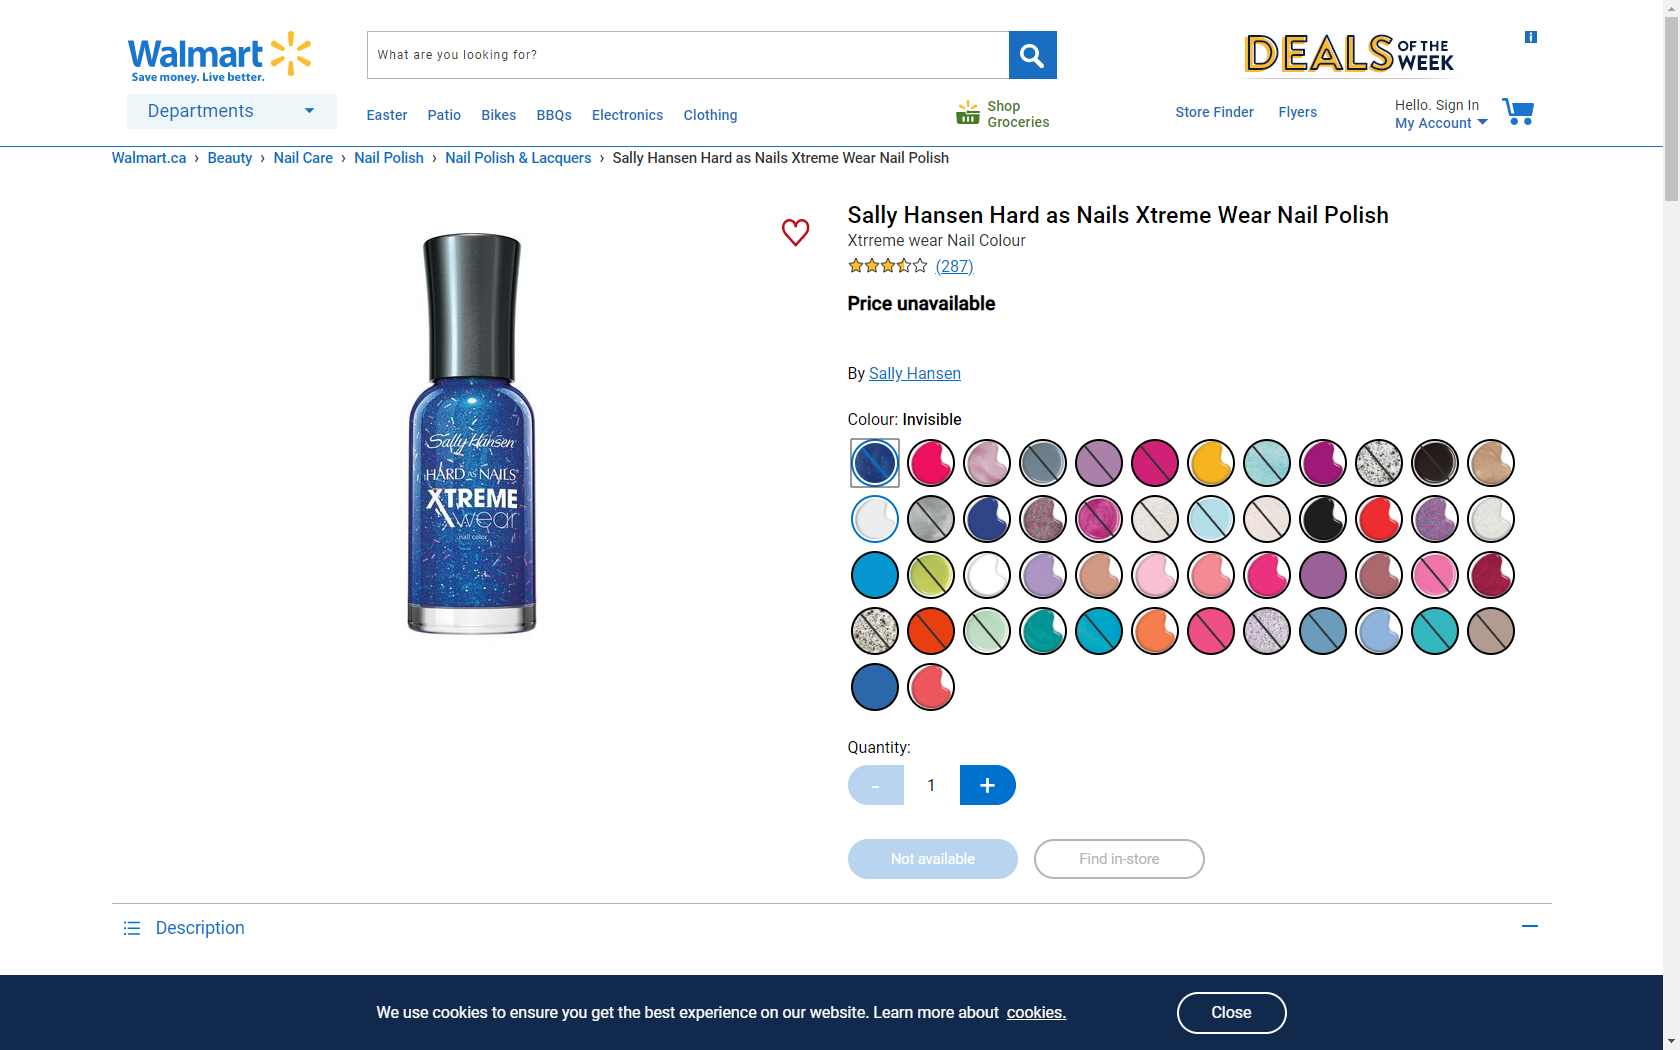 Walmart
Save money. Live better.
What are you looking for?
DEALS OF THE WEEK
Departments
Easter
Patio
Bikes
BBQs
Electronics
Clothing
Shop
Groceries
Store Finder
Flyers
Hello. Sign In
My Account
Walmart.ca › Beauty › Nail Care › Nail Polish › Nail Polish & Lacquers › Sally Hansen Hard as Nails Xtreme Wear Nail Polish
Sally Hansen
HARD AS NAILS®
XTREME
wear
nail color
Sally Hansen Hard as Nails Xtreme Wear Nail Polish
Xtrreme wear Nail Colour
(287)
Price unavailable
By Sally Hansen
Colour: Invisible
Quantity:
- 1 +
Not available
Find in-store
Description
We use cookies to ensure you get the best experience on our website. Learn more about cookies.
Close